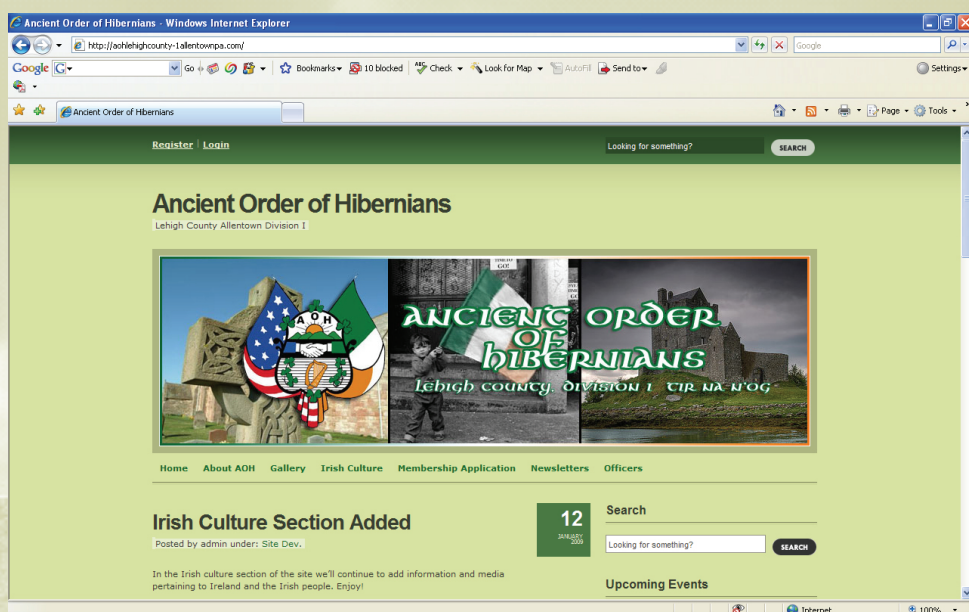 Ancient Order of Hibernians - Windows Internet Explorer
http://aohlehighcounty-1allentownpa.com/
Google
Google G Go Bookmarks 10 blocked ABC Check Look for Map AutoFill Send to Settings
Ancient Order of Hibernians
Page Tools
Register | Login
Looking for something? SEARCH
Ancient Order of Hibernians
Lehigh County Allentown Division I
AOH
GO!
ANCIENT ORDER
OF
HIBERNIANS
LEHIGH COUNTY, DIVISION 1 TIR NA N'OG
Home About AOH Gallery Irish Culture Membership Application Newsletters Officers
Irish Culture Section Added
Posted by admin under: Site Dev.
12
JANUARY
2009
In the Irish culture section of the site we'll continue to add information and media
pertaining to Ireland and the Irish people. Enjoy!
Search
Looking for something? SEARCH
Upcoming Events
Internet 100%